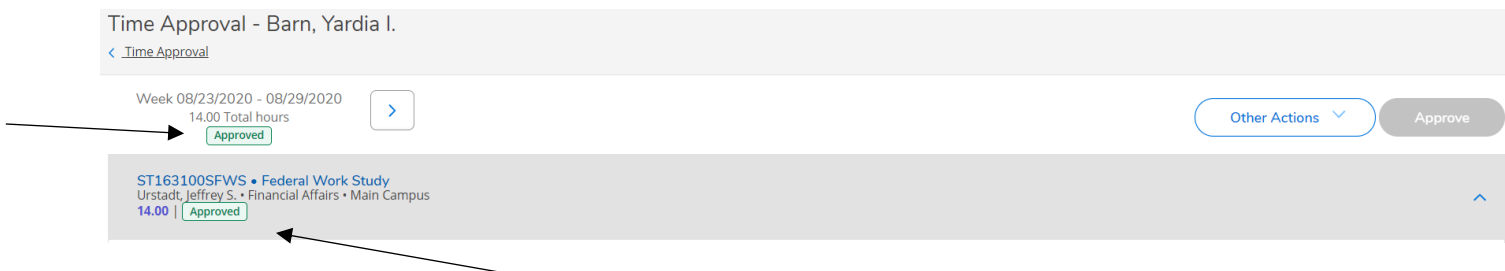 Time Approval - Barn, Yardia I.
Time Approval
Week 08/23/2020 - 08/29/2020
14.00 Total hours
Approved
Other Actions
Approve
ST163100SFWS • Federal Work Study
Urstadt, Jeffrey S. • Financial Affairs • Main Campus
14.00 | Approved